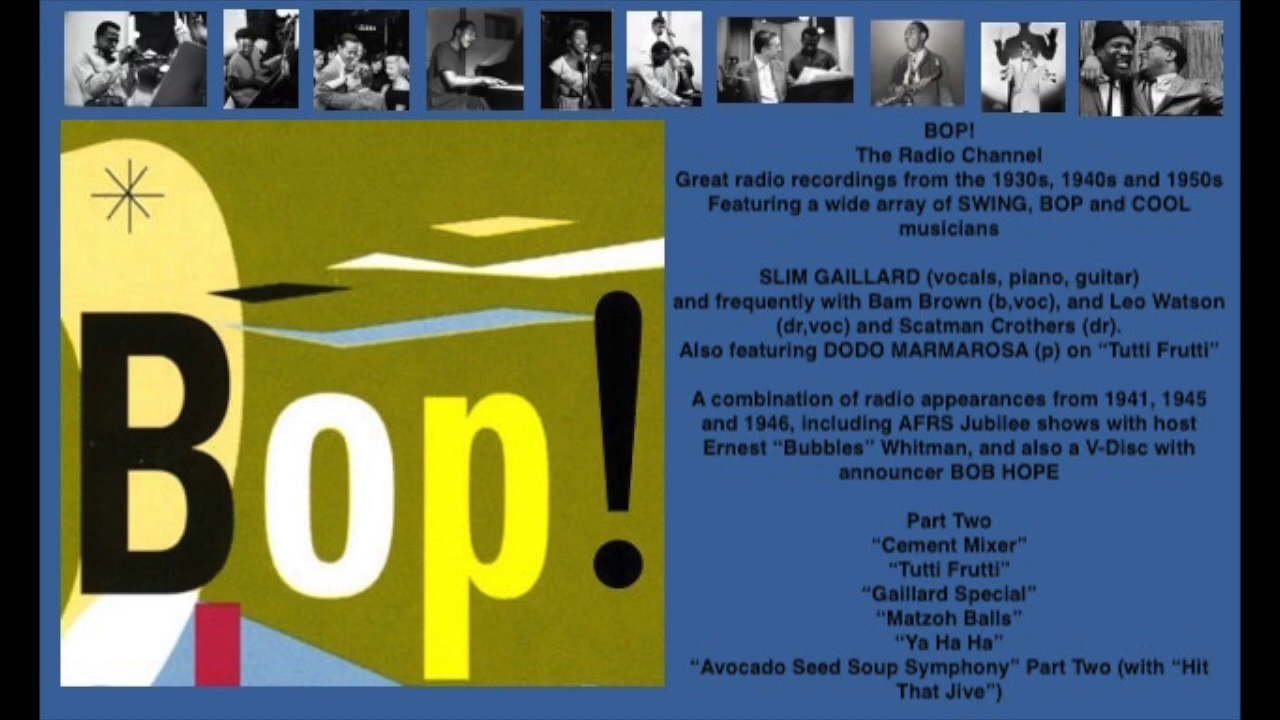 Bop!
BOP!
The Radio Channel
Great radio recordings from the 1930s, 1940s and 1950s
Featuring a wide array of SWING, BOP and COOL
musicians
SLIM GAILLARD (vocals, piano, guitar)
and frequently with Bam Brown (b,voc), and Leo Watson
(dr,voc) and Scatman Crothers (dr).
Also featuring DODO MARMAROSA (p) on “Tutti Frutti”
A combination of radio appearances from 1941, 1945
and 1946, including AFRS Jubilee shows with host
Ernest “Bubbles” Whitman, and also a V-Disc with
announcer BOB HOPE
Part Two
“Cement Mixer”
“Tutti Frutti”
“Gaillard Special”
“Matzoh Balls”
“Ya Ha Ha”
“Avocado Seed Soup Symphony” Part Two (with “Hit
That Jive”)